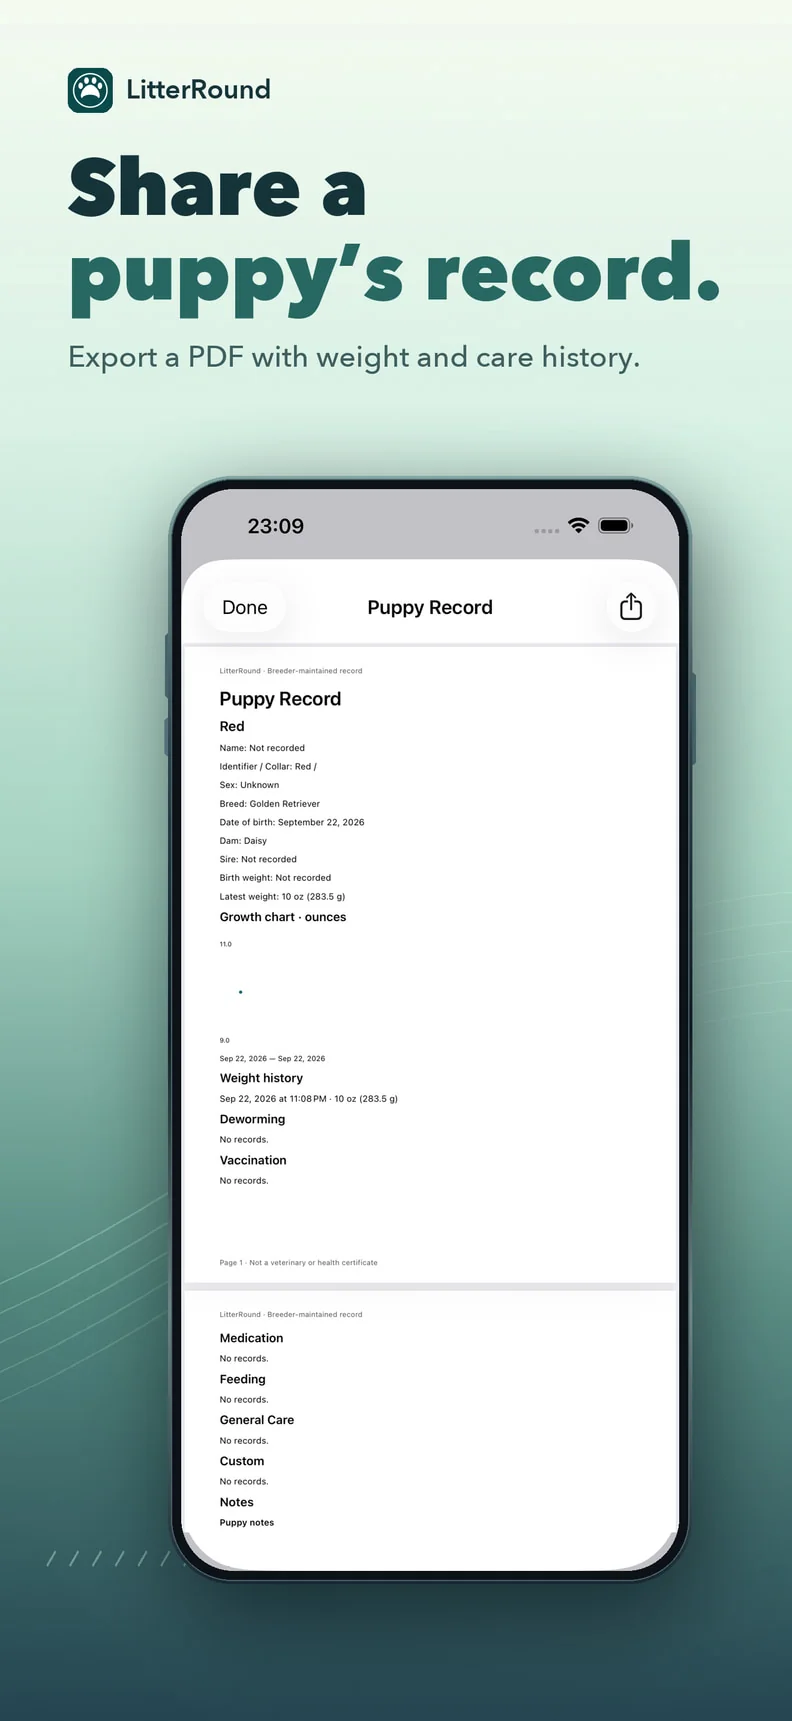 LitterRound
Share a
puppy’s record.
Export a PDF with weight and care history.
23:09
Done
Puppy Record
LitterRound · Breeder-maintained record
Puppy Record
Red
Name: Not recorded
Identifier / Collar: Red /
Sex: Unknown
Breed: Golden Retriever
Date of birth: September 22, 2026
Dam: Daisy
Sire: Not recorded
Birth weight: Not recorded
Latest weight: 10 oz (283.5 g)
Growth chart · ounces
11.0
9.0
Sep 22, 2026 — Sep 22, 2026
Weight history
Sep 22, 2026 at 11:08 PM · 10 oz (283.5 g)
Deworming
No records.
Vaccination
No records.
Page 1 · Not a veterinary or health certificate
LitterRound · Breeder-maintained record
Medication
No records.
Feeding
No records.
General Care
No records.
Custom
No records.
Notes
Puppy notes